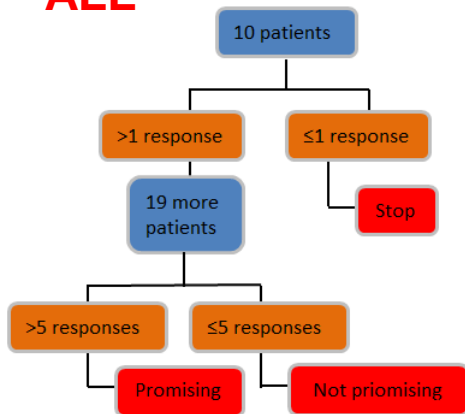 ALL
10 patients
>1 response
≤1 response
19 more
patients
Stop
>5 responses
≤5 responses
Promising
Not priomising